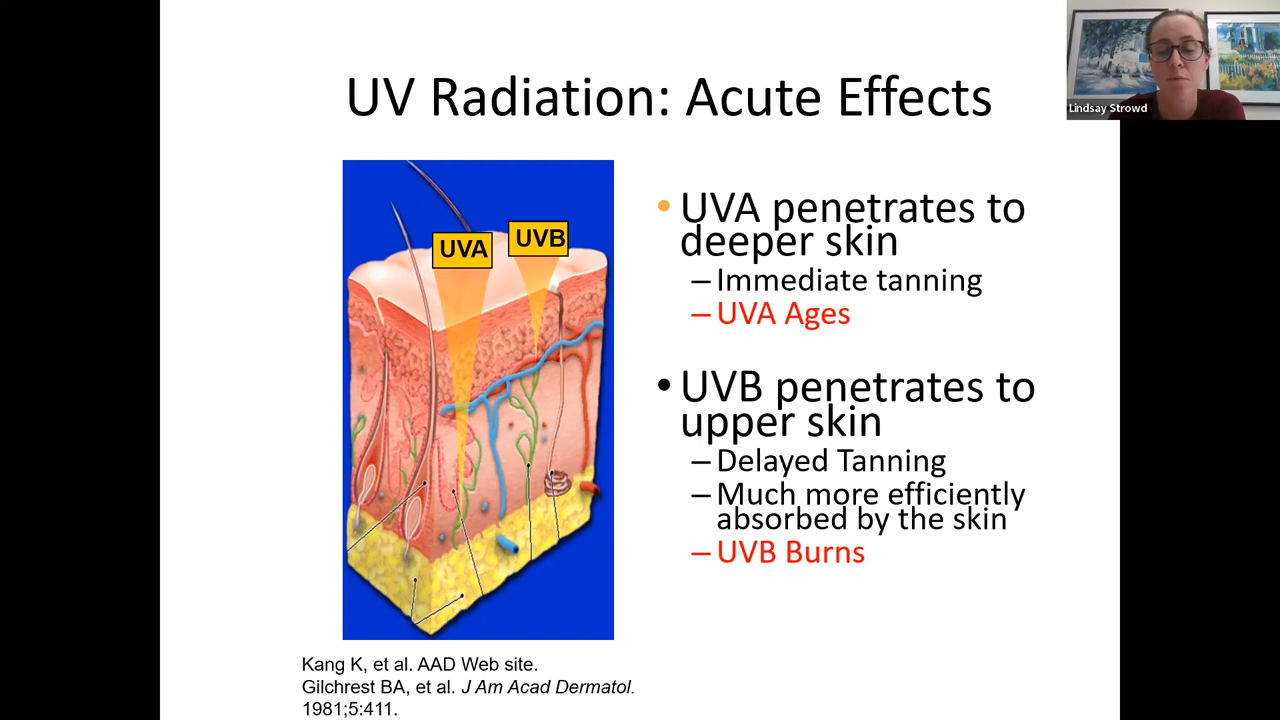 UV Radiation: Acute Effects
Lindsay Strowd
UVA
UVB
• UVA penetrates to
deeper skin
– Immediate tanning
– UVA Ages
• UVB penetrates to
upper skin
– Delayed Tanning
– Much more efficiently
absorbed by the skin
– UVB Burns
Kang K, et al. AAD Web site.
Gilchrest BA, et al. J Am Acad Dermatol.
1981;5:411.